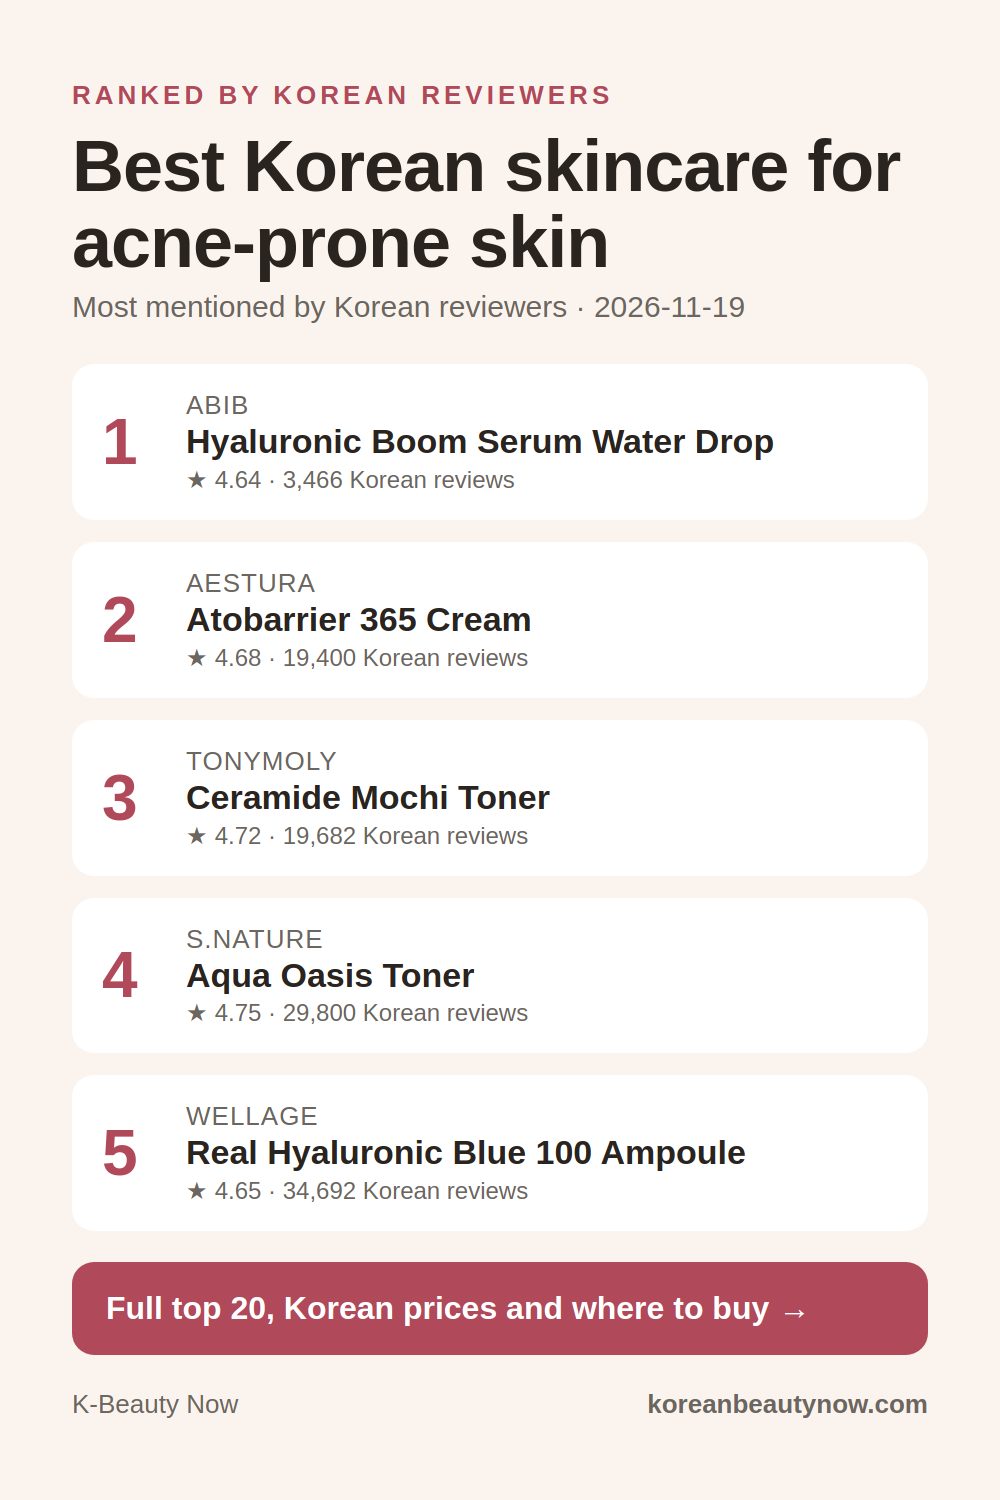 RANKED BY KOREAN REVIEWERS
Best Korean skincare for
acne-prone skin
Most mentioned by Korean reviewers · 2026-11-19
1
ABIB
Hyaluronic Boom Serum Water Drop
★ 4.64 · 3,466 Korean reviews
2
AESTURA
Atobarrier 365 Cream
★ 4.68 · 19,400 Korean reviews
3
TONYMOLY
Ceramide Mochi Toner
★ 4.72 · 19,682 Korean reviews
4
S.NATURE
Aqua Oasis Toner
★ 4.75 · 29,800 Korean reviews
5
WELLAGE
Real Hyaluronic Blue 100 Ampoule
★ 4.65 · 34,692 Korean reviews
Full top 20, Korean prices and where to buy →
K-Beauty Now
koreanbeautynow.com